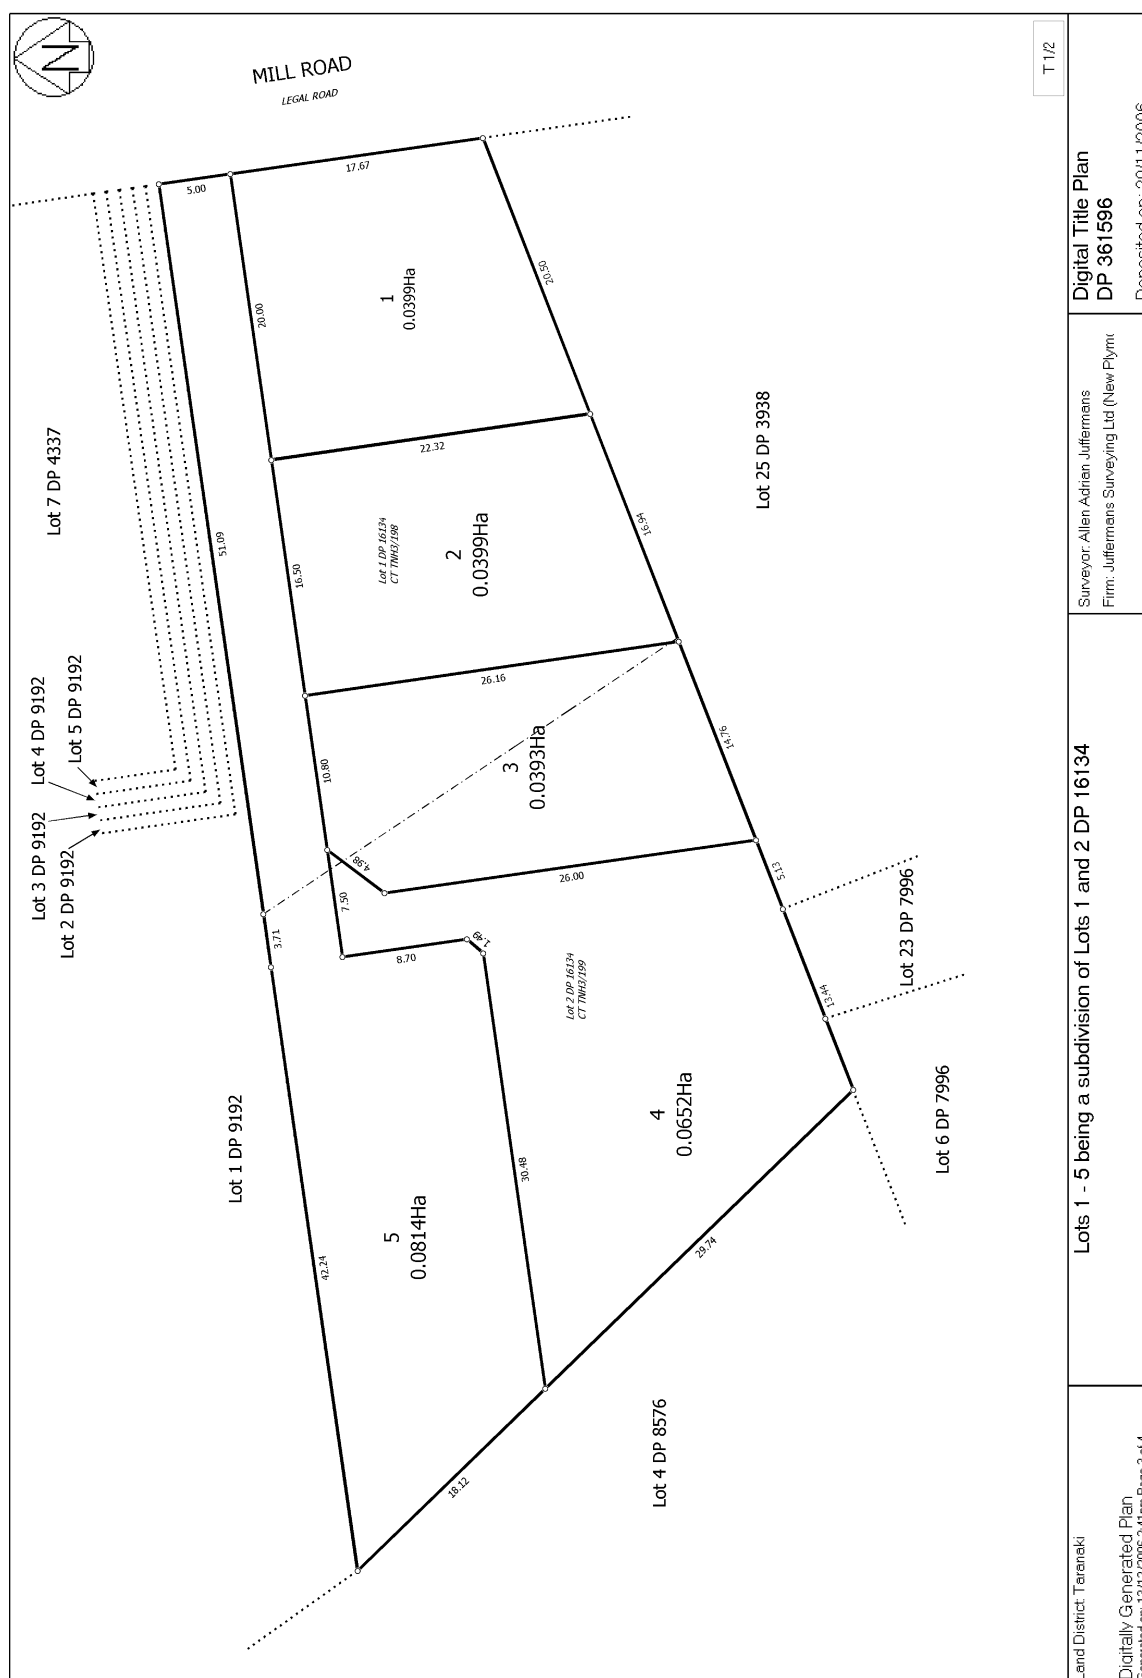 N
MILL ROAD
LEGAL ROAD
T 1/2
5.00
17.67
20.00
1
0.0399Ha
20.50
Lot 7 DP 4337
51.09
22.32
Lot 25 DP 3938
16.50
Lot 1 DP 16134
CT TNH3/198
2
0.0399Ha
16.94
Lot 5 DP 9192
Lot 4 DP 9192
Lot 3 DP 9192
Lot 2 DP 9192
26.16
10.80
3
0.0393Ha
14.76
4.98
26.00
7.50
5.13
3.71
8.70
1.49
Lot 2 DP 16134
CT TNH3/199
Lot 23 DP 7996
13.44
Lot 1 DP 9192
30.48
4
0.0652Ha
Lot 6 DP 7996
5
0.0814Ha
42.24
29.74
18.12
Lot 4 DP 8576
Digital Title Plan
DP 361596
Surveyor: Allen Adrian Juffermans
Firm: Juffermans Surveying Ltd (New
Lots 1 - 5 being a subdivision of Lots 1 and 2 DP 16134
Land District: Taranaki
Digitally Generated Plan